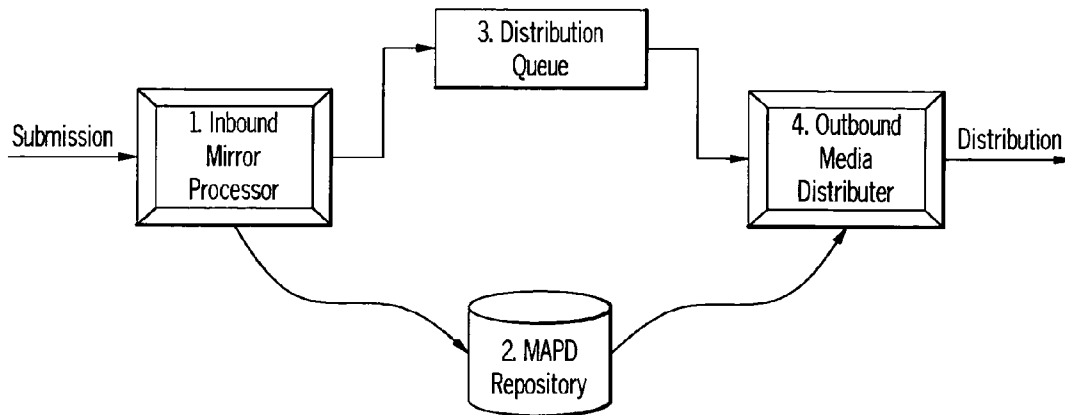 Submission
1. Inbound
Mirror
Processor
3. Distribution
Queue
4. Outbound
Media
Distributer
Distribution
2. MAPD
Repository